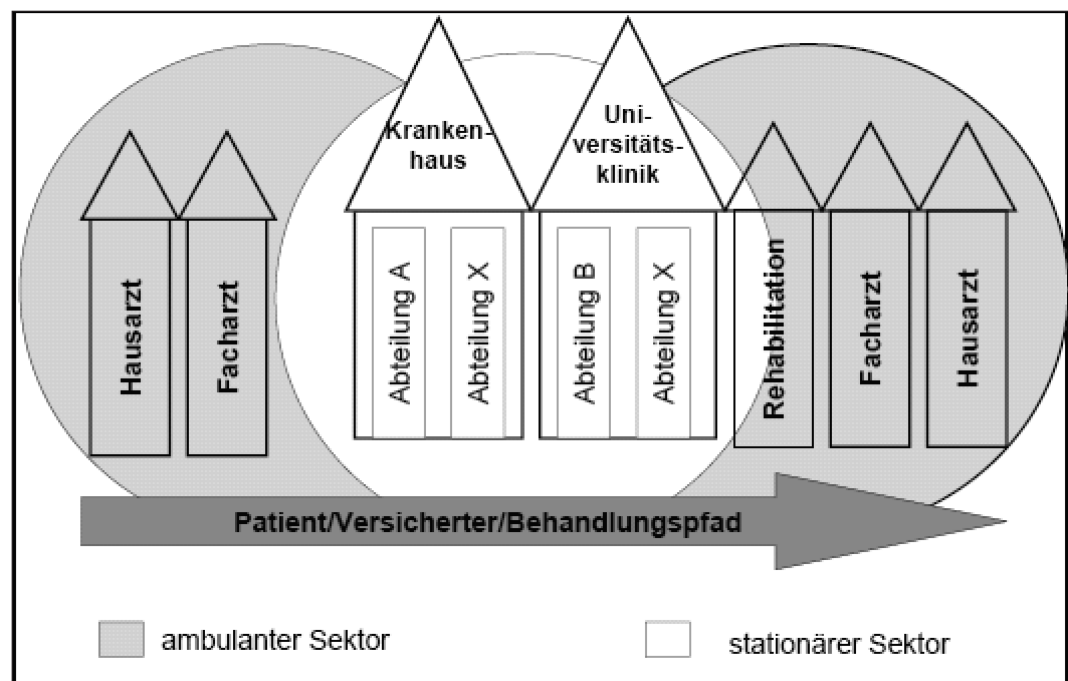 Kranken-
haus
Uni-
versitäts-
klinik
Hausarzt
Facharzt
Abteilung A
Abteilung X
Abteilung B
Abteilung X
Rehabilitation
Facharzt
Hausarzt
Patient/Versicherter/Behandlungspfad
ambulanter Sektor
stationärer Sektor